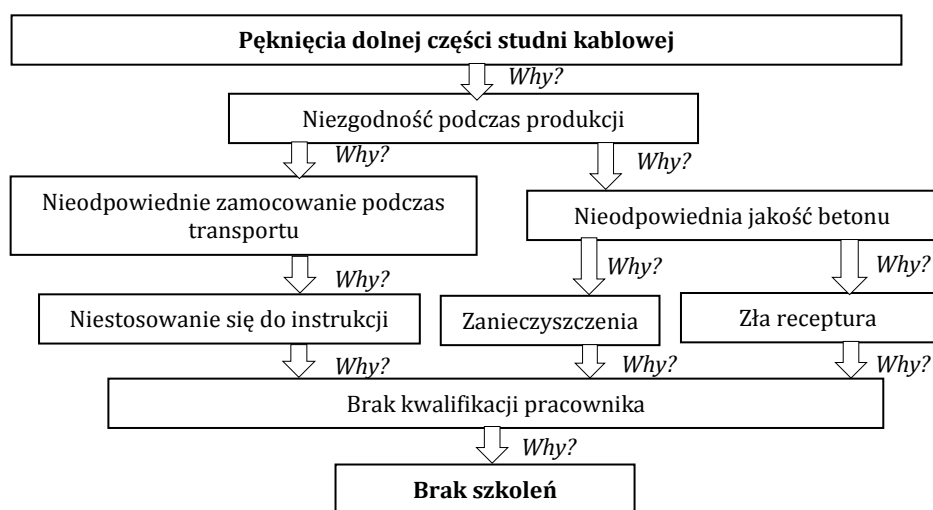 Pęknięcia dolnej części studni kablowej
Why?
Niezgodność podczas produkcji
Why?
Why?
Nieodpowiednie zamocowanie podczas
transportu
Nieodpowiednia jakość betonu
Why?
Why?
Why?
Niestosowanie się do instrukcji
Zanieczyszczenia
Zła receptura
Why?
Why?
Why?
Brak kwalifikacji pracownika
Why?
Brak szkoleń